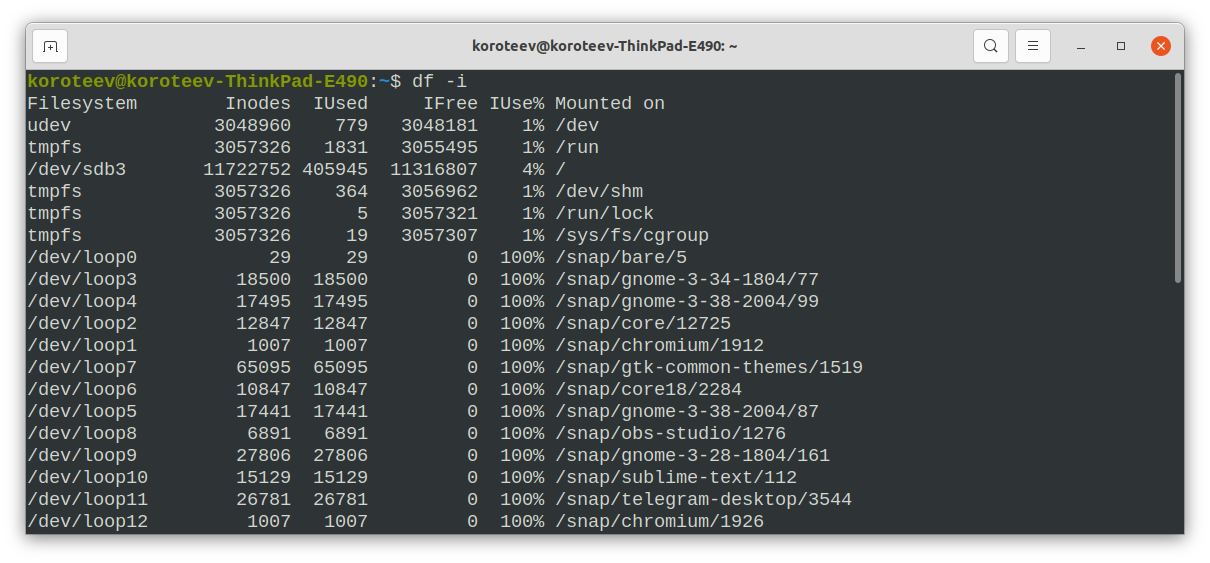 koroteev@koroteev-ThinkPad-E490: ~
koroteev@koroteev-ThinkPad-E490:~$ df -i
Filesystem        Inodes  IUsed     IFree IUse% Mounted on
udev             3048960    779   3048181    1% /dev
tmpfs            3057326   1831   3055495    1% /run
/dev/sdb3       11722752 405945  11316807    4% /
tmpfs            3057326    364   3056962    1% /dev/shm
tmpfs            3057326      5   3057321    1% /run/lock
tmpfs            3057326     19   3057307    1% /sys/fs/cgroup
/dev/loop0            29     29         0  100% /snap/bare/5
/dev/loop3         18500  18500         0  100% /snap/gnome-3-34-1804/77
/dev/loop4         17495  17495         0  100% /snap/gnome-3-38-2004/99
/dev/loop2         12847  12847         0  100% /snap/core/12725
/dev/loop1          1007   1007         0  100% /snap/chromium/1912
/dev/loop7         65095  65095         0  100% /snap/gtk-common-themes/1519
/dev/loop6         10847  10847         0  100% /snap/core18/2284
/dev/loop5         17441  17441         0  100% /snap/gnome-3-38-2004/87
/dev/loop8          6891   6891         0  100% /snap/obs-studio/1276
/dev/loop9         27806  27806         0  100% /snap/gnome-3-28-1804/161
/dev/loop10        15129  15129         0  100% /snap/sublime-text/112
/dev/loop11        26781  26781         0  100% /snap/telegram-desktop/3544
/dev/loop12         1007   1007         0  100% /snap/chromium/1926